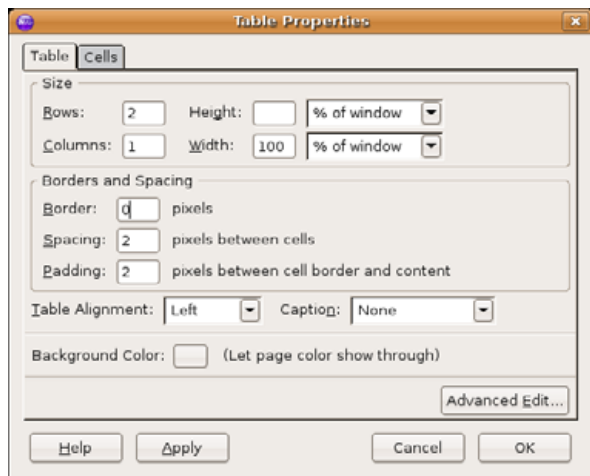 Table Properties
Table Cells
Size
Rows: 2 Height: % of window
Columns: 1 Width: 100 % of window
Borders and Spacing
Border: 0 pixels
Spacing: 2 pixels between cells
Padding: 2 pixels between cell border and content
Table Alignment: Left Caption: None
Background Color: (Let page color show through)
Advanced Edit...
Help Apply Cancel OK